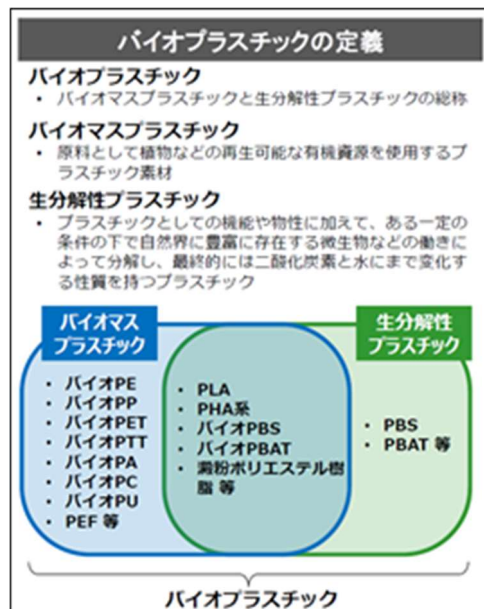 バイオプラスチックの定義
バイオプラスチック
• バイオマスプラスチックと生分解性プラスチックの総称
バイオマスプラスチック
• 原料として植物などの再生可能な有機資源を使用するプ
ラスチック素材
生分解性プラスチック
• プラスチックとしての機能や物性に加えて、ある一定の
条件の下で自然界に豊富に存在する微生物などの働きに
よって分解し、最終的には二酸化炭素と水にまで変化す
る性質を持つプラスチック
バイオマス
プラスチック
• バイオPE
• バイオPP
• バイオPET
• バイオPTT
• バイオPA
• バイオPC
• バイオPU
• PEF 等
• PLA
• PHA系
• バイオPBS
• バイオPBAT
• 澱粉ポリエステル樹
脂 等
生分解性
プラスチック
• PBS
• PBAT 等
バイオプラスチック